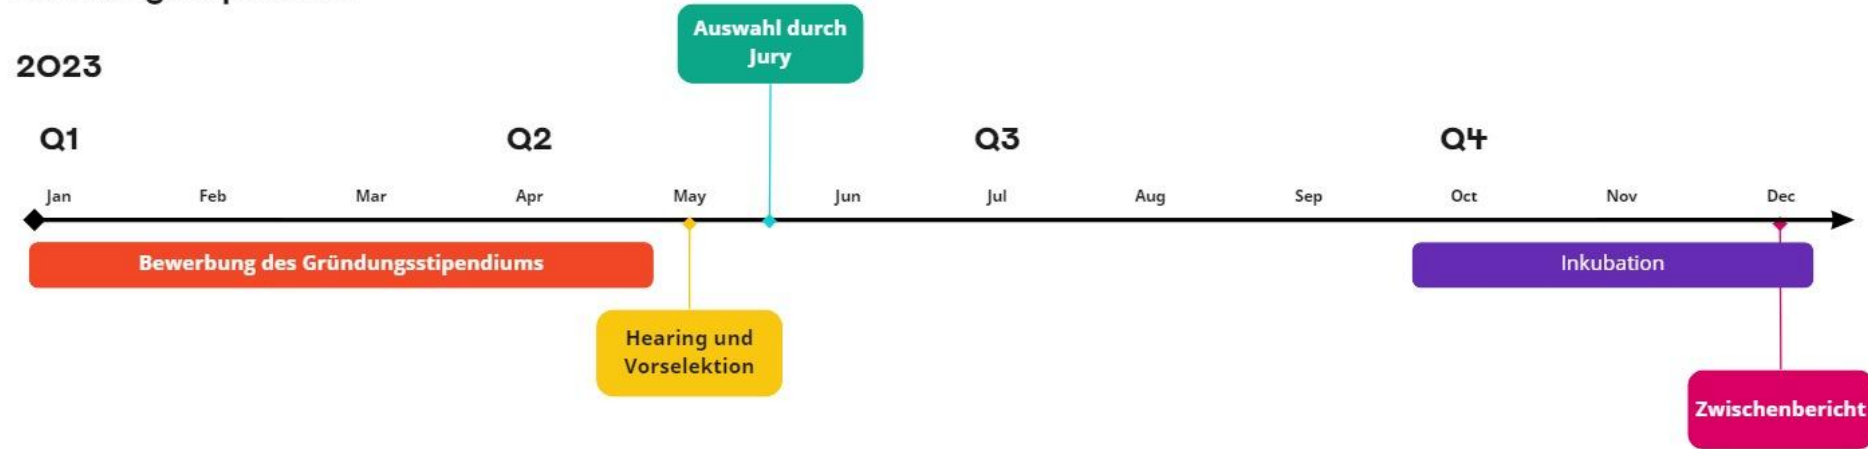 2023
Auswahl durch
Jury
Q1 Q2 Q3 Q4
Jan Feb Mar Apr May Jun Jul Aug Sep Oct Nov Dec
Bewerbung des Gründungsstipendiums
Inkubation
Hearing und
Vorselektion
Zwischenbericht